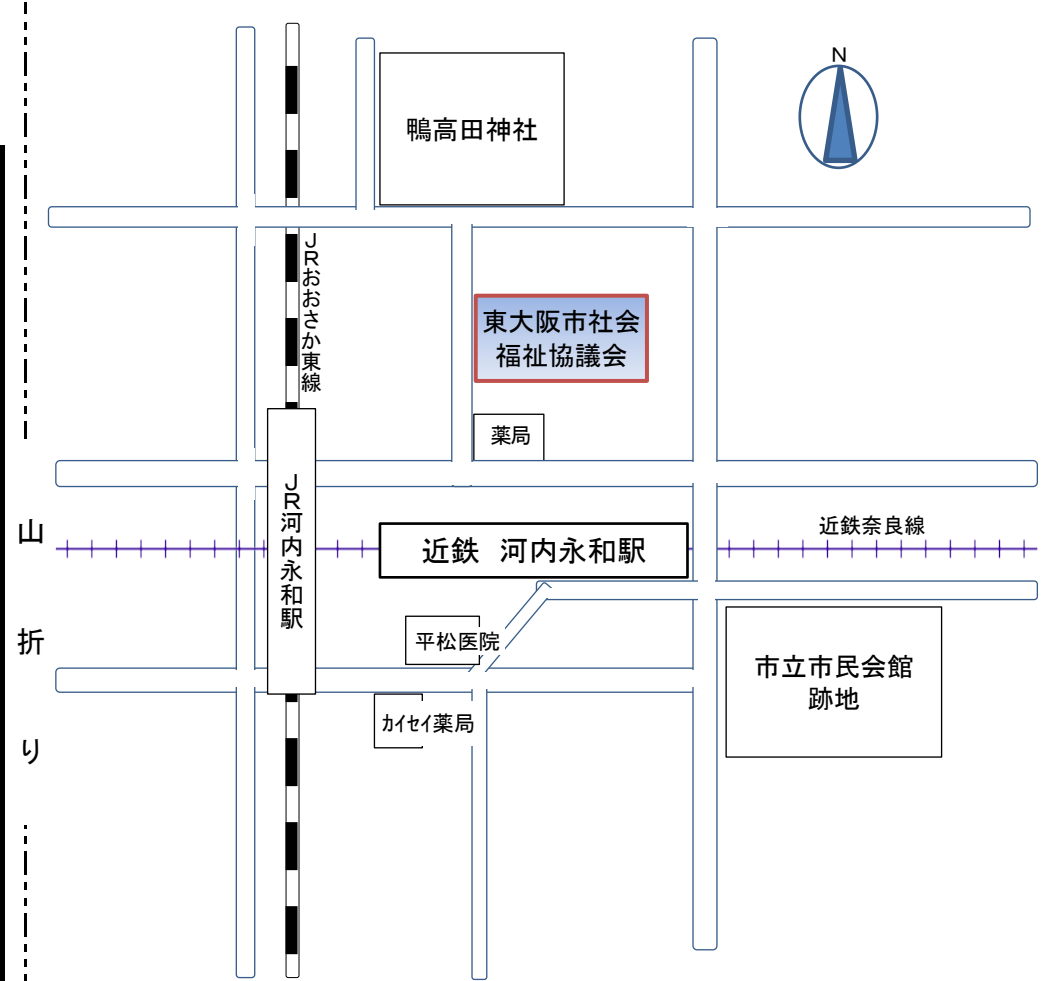 N
鴨高田神社
JRおおさか東線
東大阪市社会
福祉協議会
薬局
JR河内永和駅
近鉄 河内永和駅
近鉄奈良線
平松医院
市立市民会館
跡地
カイセイ薬局
山折り